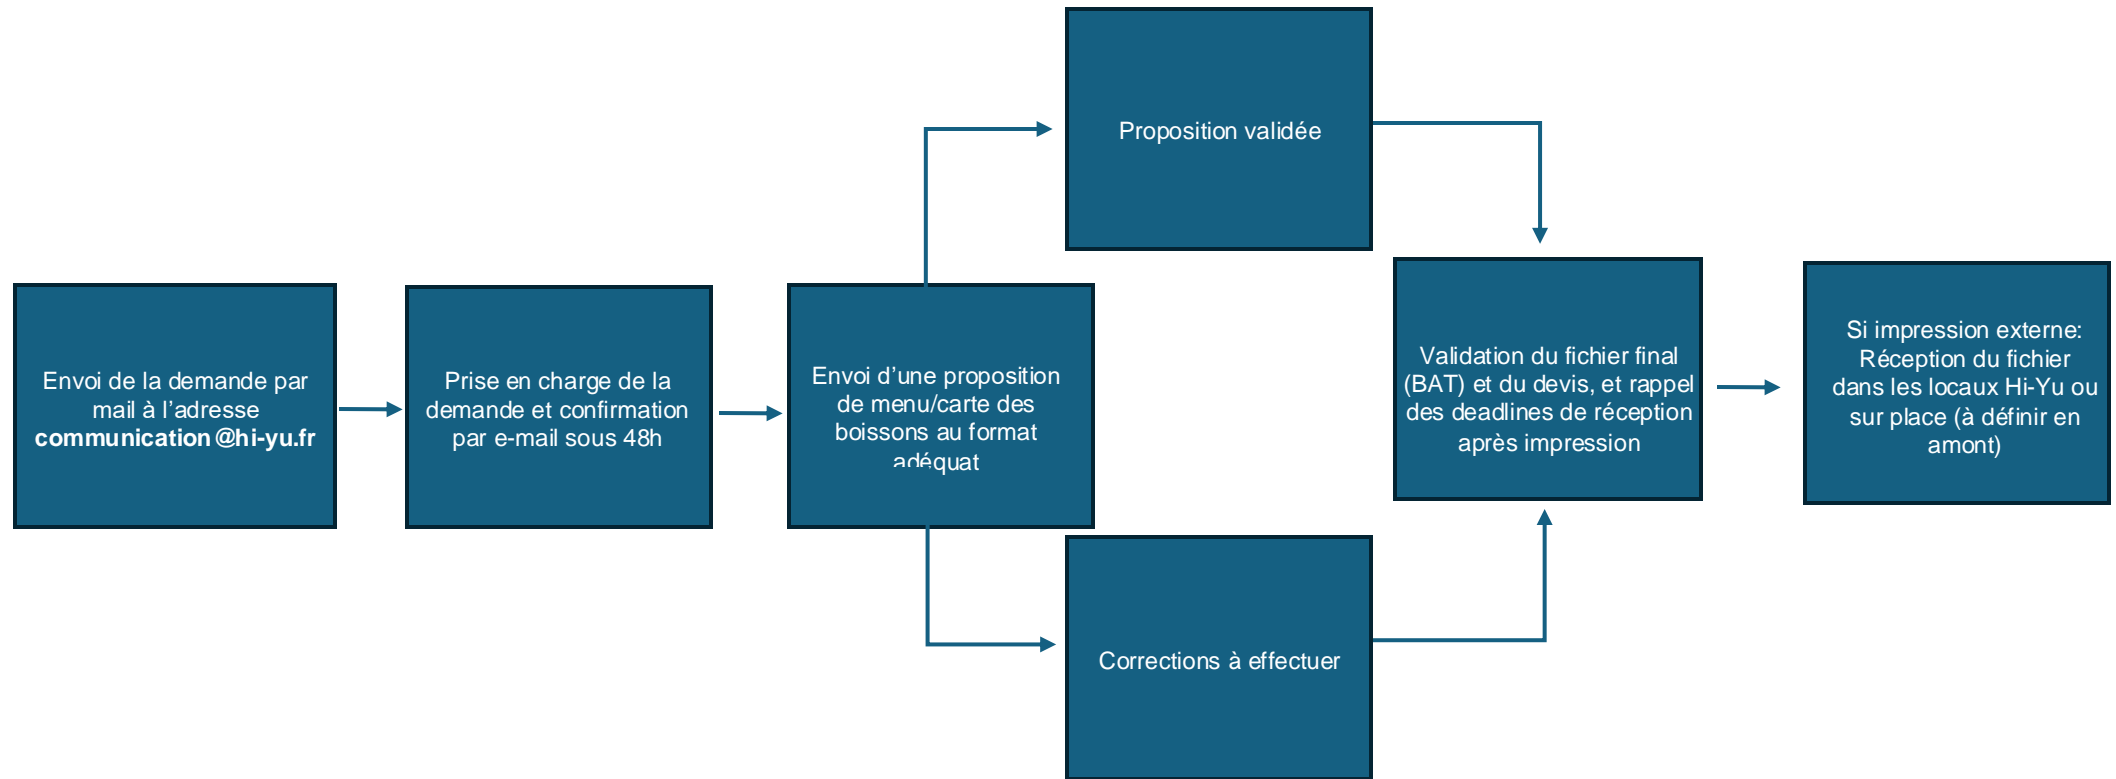 Envoi de la demande par
mail à l’adresse
communication@hi-yu.fr
Prise en charge de la
demande et confirmation
par e-mail sous 48h
Envoi d’une proposition
de menu/carte des
boissons au format
adéquat
Proposition validée
Corrections à effectuer
Validation du fichier final
(BAT) et du devis, et rappel
des deadlines de réception
après impression
Si impression externe:
Réception du fichier
dans les locaux Hi-Yu ou
sur place (à définir en
amont)